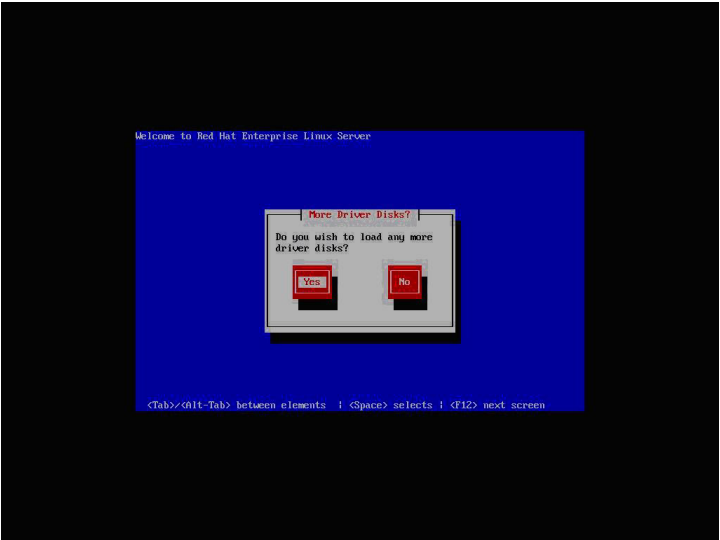 Welcome to Red Hat Enterprise Linux Server
More Driver Disks?
Do you wish to load any more
driver disks?
Yes
No
<Tab>/<Alt-Tab> between elements | <Space> selects | <F12> next screen